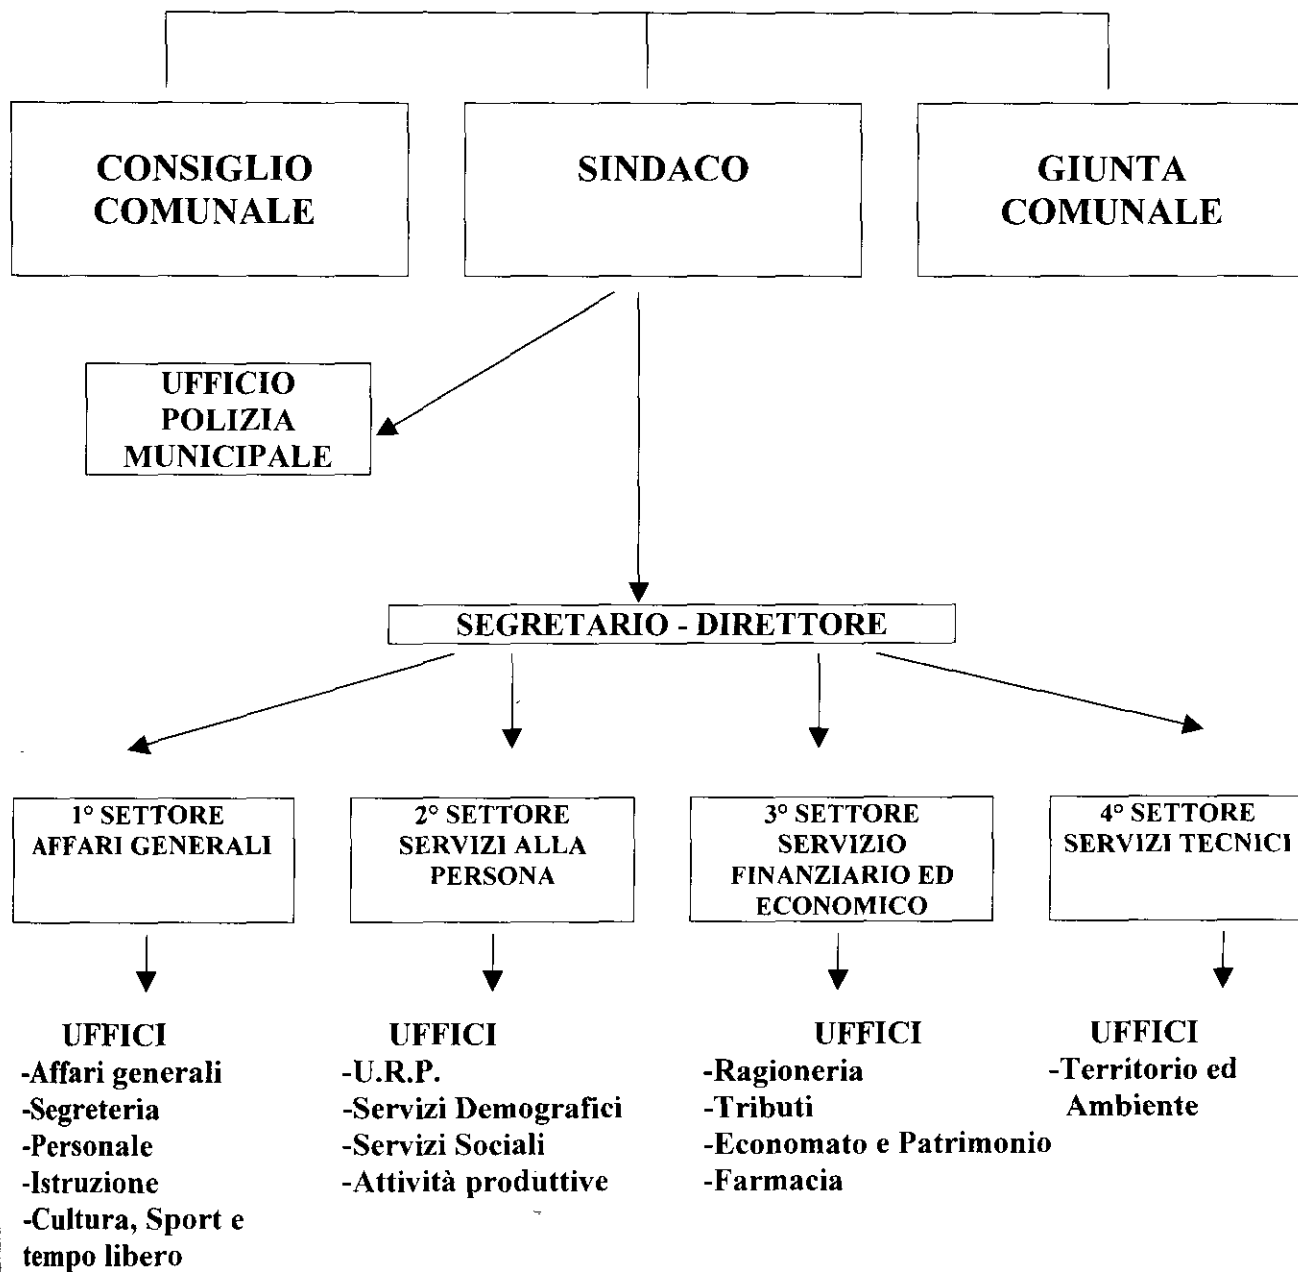 CONSIGLIO
COMUNALE
SINDACO
GIUNTA
COMUNALE
UFFICIO
POLIZIA
MUNICIPALE
SEGRETARIO - DIRETTORE
1° SETTORE
AFFARI GENERALI
2° SETTORE
SERVIZI ALLA
PERSONA
3° SETTORE
SERVIZIO
FINANZIARIO ED
ECONOMICO
4° SETTORE
SERVIZI TECNICI
UFFICI
-Affari generali
-Segreteria
-Personale
-Istruzione
-Cultura, Sport e
tempo libero
UFFICI
-U.R.P.
-Servizi Demografici
-Servizi Sociali
-Attività produttive
UFFICI
-Ragioneria
-Tributi
-Economato e Patrimonio
-Farmacia
UFFICI
-Territorio ed
Ambiente